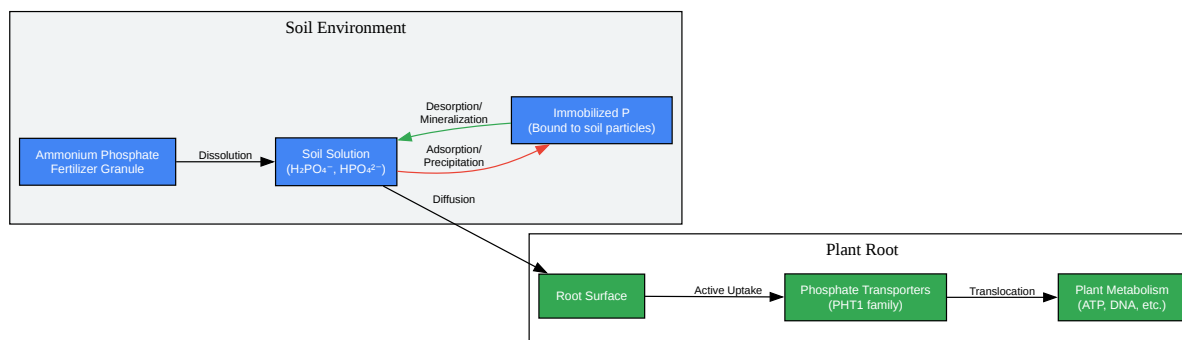 Soil Environment
Ammonium Phosphate
Fertilizer Granule
Dissolution
Soil Solution
(H₂PO₄⁻, HPO₄²⁻)
Desorption/
Mineralization
Adsorption/
Precipitation
Immobilized P
(Bound to soil particles)
Diffusion
Plant Root
Root Surface
Active Uptake
Phosphate Transporters
(PHT1 family)
Translocation
Plant Metabolism
(ATP, DNA, etc.)